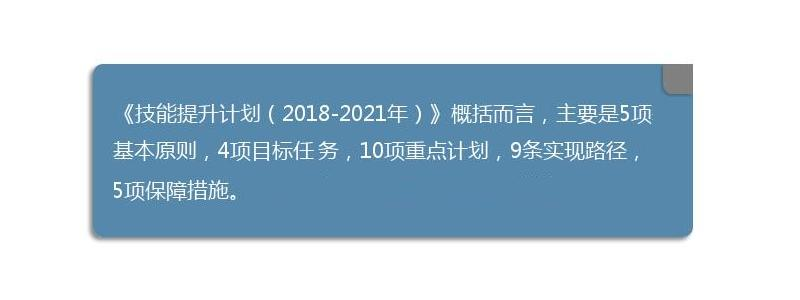 《技能提升计划（2018-2021年）》概括而言，主要是5项
基本原则，4项目标任务，10项重点计划，9条实现路径，
5项保障措施。